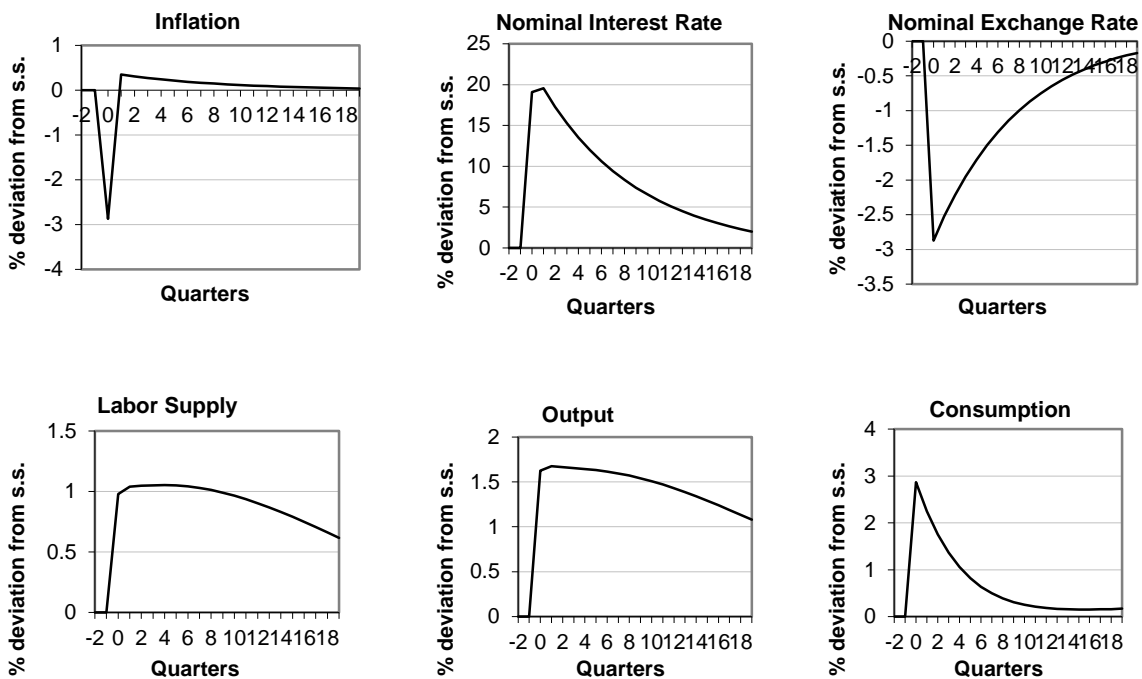 Inflation
1
0
-1
-2
-3
-4
-2 0 2 4 6 8 10 12 14 16 18
% deviation from s.s.
Quarters
Nominal Interest Rate
25
20
15
10
5
0
-2 0 2 4 6 8 10 12 14 16 18
% deviation from s.s.
Quarters
Nominal Exchange Rate
0
-0.5
-1
-1.5
-2
-2.5
-3
-3.5
-2 0 2 4 6 8 10 12 14 16 18
% deviation from s.s.
Quarters
Labor Supply
1.5
1
0.5
0
-2 0 2 4 6 8 10 12 14 16 18
% deviation from s.s.
Quarters
Output
2
1.5
1
0.5
0
-2 0 2 4 6 8 10 12 14 16 18
% deviation from s.s.
Quarters
Consumption
4
3
2
1
0
-2 0 2 4 6 8 10 12 14 16 18
% deviation from s.s.
Quarters